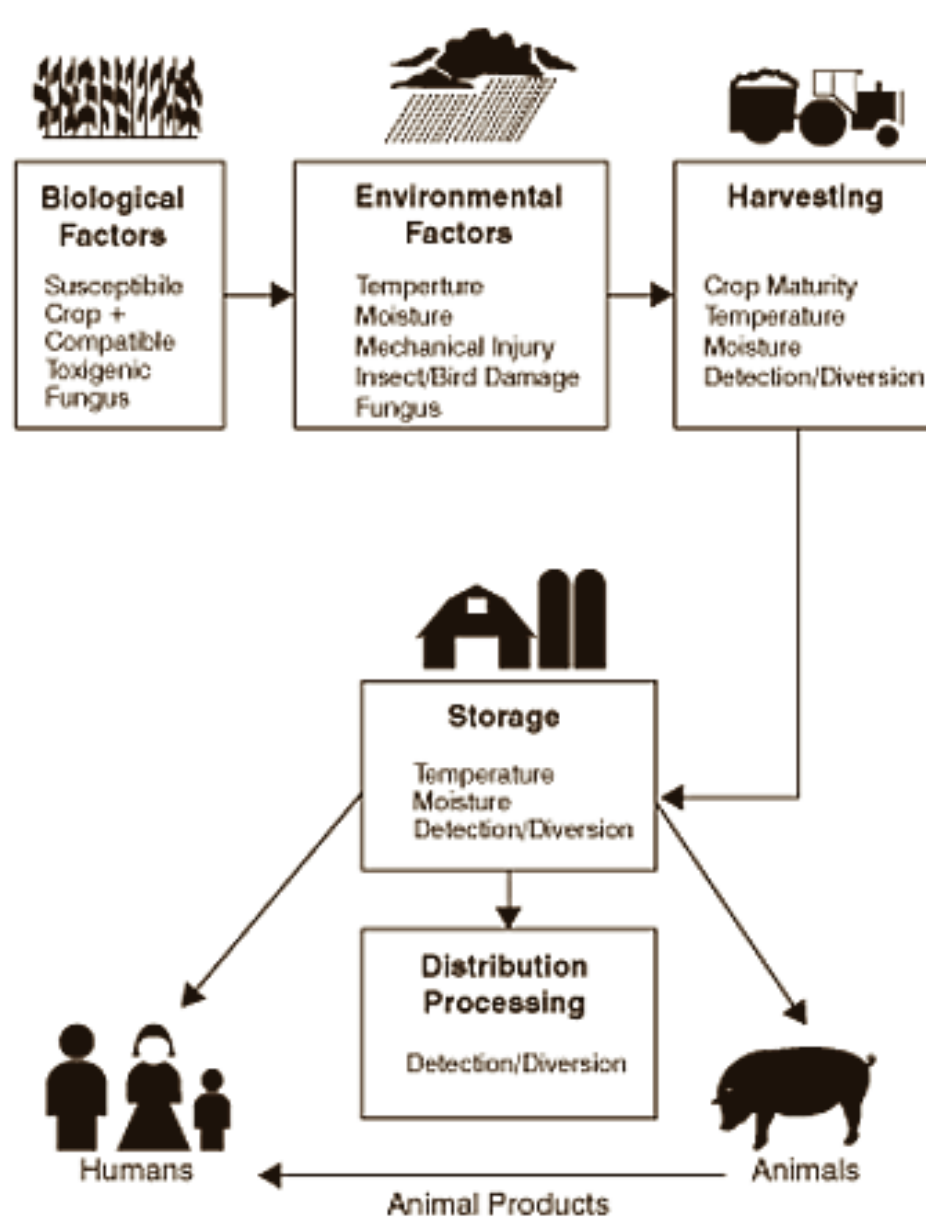 Biological
Factors
Susceptibile
Crop +
Compatible
Toxigenic
Fungus
Environmental
Factors
Temperture
Moisture
Mechanical Injury
Insect/Bird Damage
Fungus
Harvesting
Crop Maturity
Temperature
Moisture
Detection/Diversion
Storage
Temperature
Moisture
Detection/Diversion
Distribution
Processing
Detection/Diversion
Humans
Animals
Animal Products